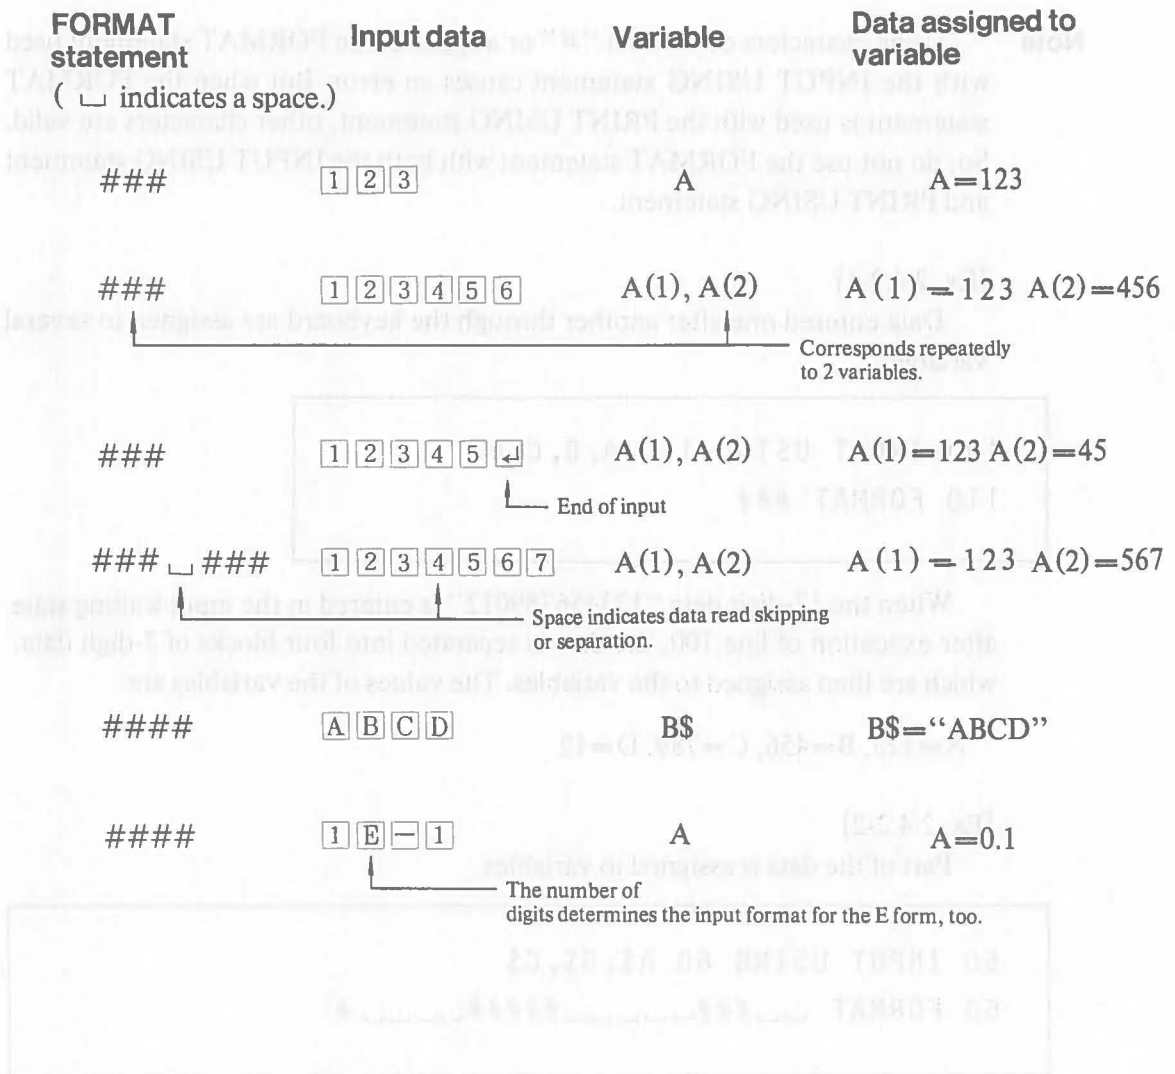 FORMAT statement Input data Variable Data assigned to variable
( ␣ indicates a space.)
### 1 2 3 A A=123
### 1 2 3 4 5 6 A(1), A(2) A(1)=123 A(2)=456
Corresponds repeatedly
to 2 variables.
### 1 2 3 4 5 ↵ A(1), A(2) A(1)=123 A(2)=45
End of input
### ␣ ### 1 2 3 4 5 6 7 A(1), A(2) A(1)=123 A(2)=567
Space indicates data read skipping
or separation.
#### A B C D B$ B$=“ABCD”
#### 1 E − 1 A A=0.1
The number of
digits determines the input format for the E form, too.